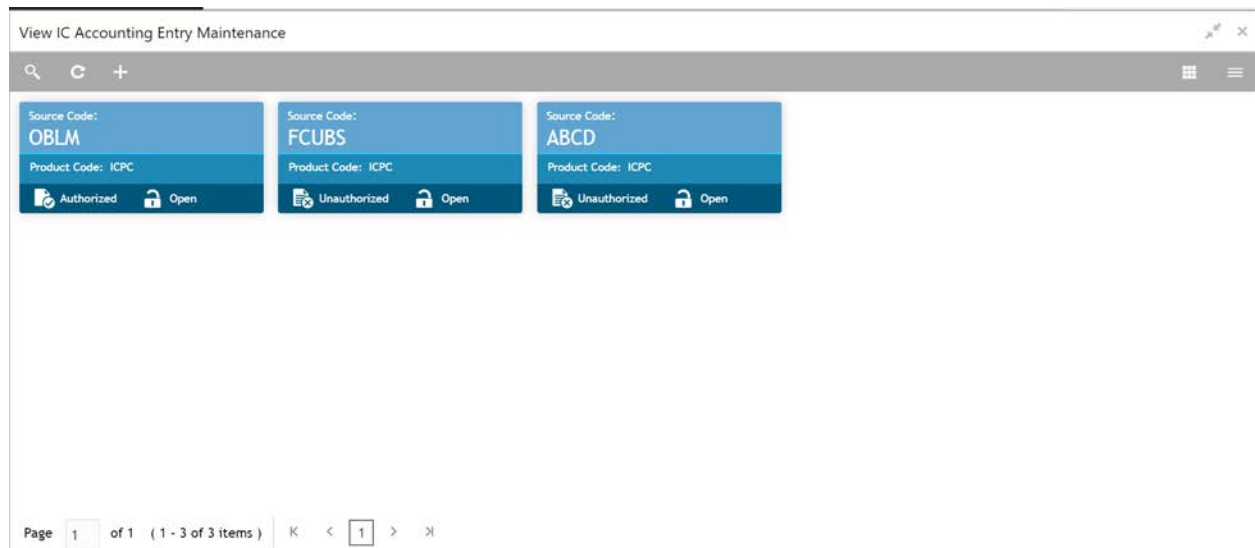 View IC Accounting Entry Maintenance
Source Code:
OBLM
Product Code: ICPC
Authorized Open
Source Code:
FCUBS
Product Code: ICPC
Unauthorized Open
Source Code:
ABCD
Product Code: ICPC
Unauthorized Open
Page 1 of 1 ( 1 - 3 of 3 items ) 1